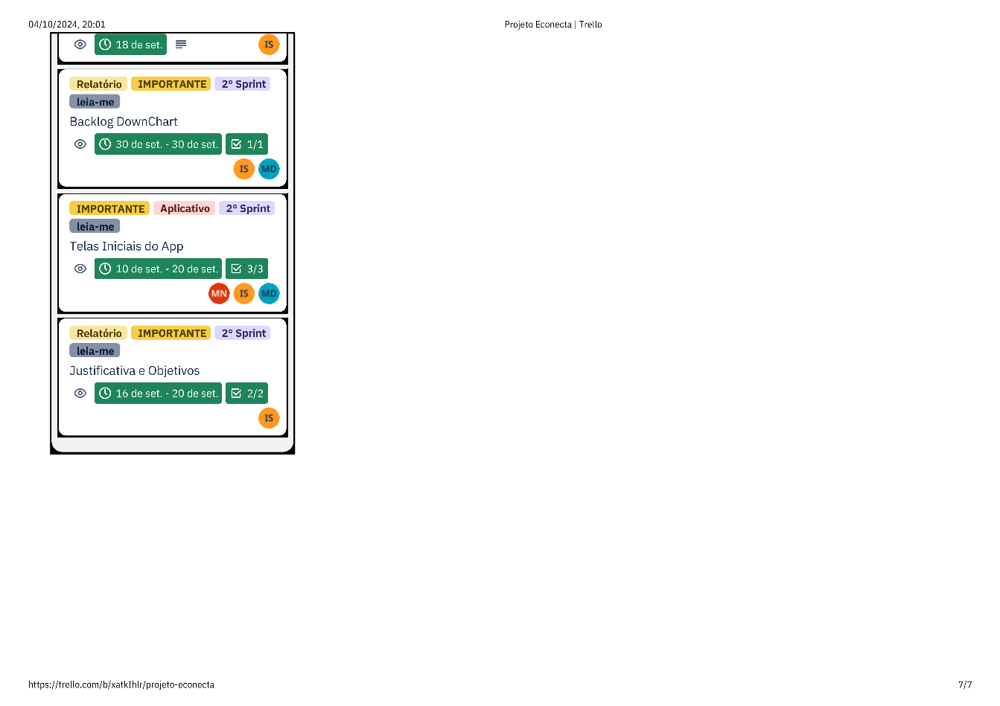 04/10/2024, 20:01 Projeto Econecta | Trello
18 de set. IS
Relatório IMPORTANTE 2° Sprint
leia-me
Backlog DownChart
30 de set. - 30 de set. 1/1
IS MD
IMPORTANTE Aplicativo 2° Sprint
leia-me
Telas Iniciais do App
10 de set. - 20 de set. 3/3
MN IS MD
Relatório IMPORTANTE 2° Sprint
leia-me
Justificativa e Objetivos
16 de set. - 20 de set. 2/2
IS
https://trello.com/b/xatkIhlr/projeto-econecta 7/7